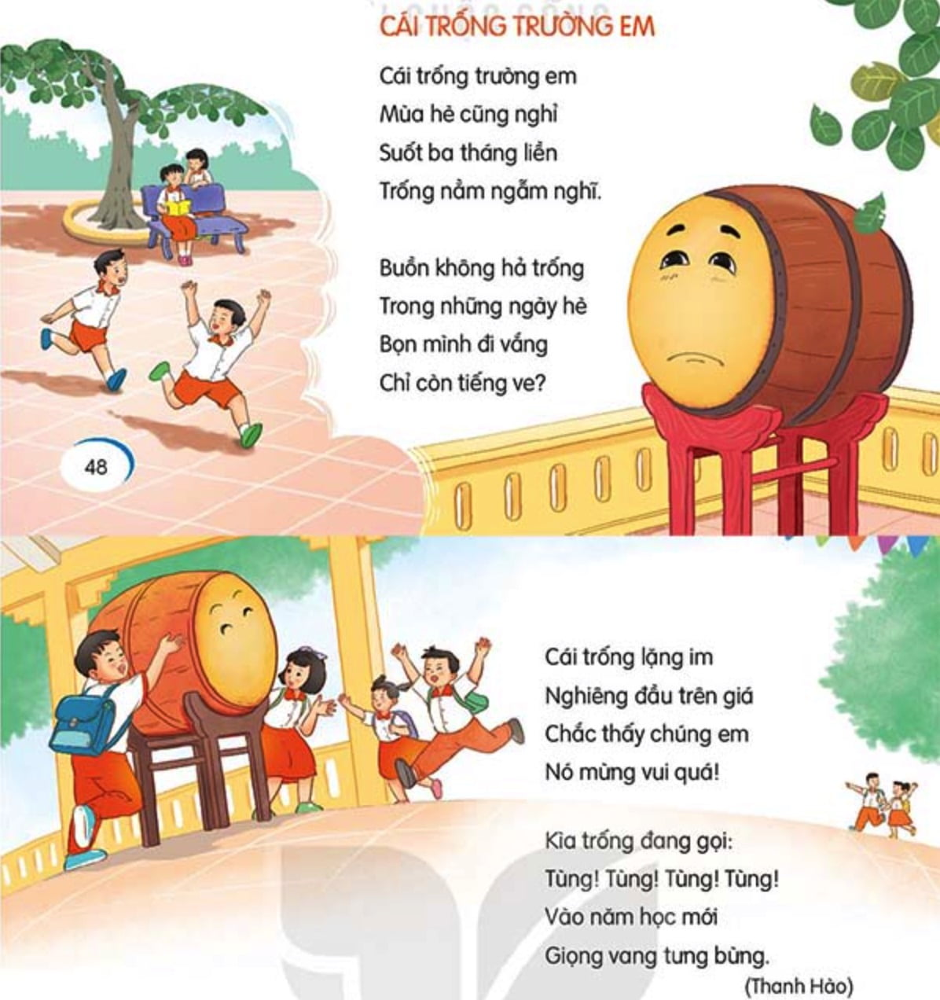 CÁI TRỐNG TRƯỜNG EM
Cái trống trường em
Mùa hè cũng nghỉ
Suốt ba tháng liền
Trống nằm ngẫm nghĩ.
Buồn không hả trống
Trong những ngày hè
Bọn mình đi vắng
Chỉ còn tiếng ve?
48
Cái trống lặng im
Nghiêng đầu trên giá
Chắc thấy chúng em
Nó mừng vui quá!
Kìa trống đang gọi:
Tùng! Tùng! Tùng! Tùng!
Vào năm học mới
Giọng vang tưng bừng.
(Thanh Hào)